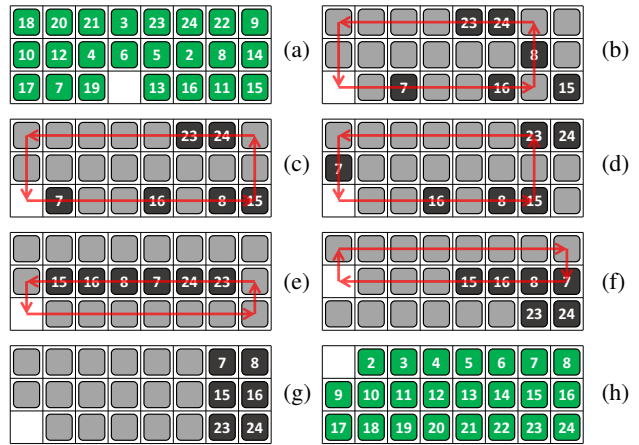 18 20 21 3 23 24 22 9
10 12 4 6 5 2 8 14
17 7 19 13 16 11 15
(a)
23 24
8
7 16 15
(b)
23 24
7 16 8 15
(c)
23 24
7
16 8 15
(d)
15 16 8 7 24 23
(e)
15 16 8 7
23 24
(f)
7 8
15 16
23 24
(g)
2 3 4 5 6 7 8
9 10 11 12 13 14 15 16
17 18 19 20 21 22 23 24
(h)